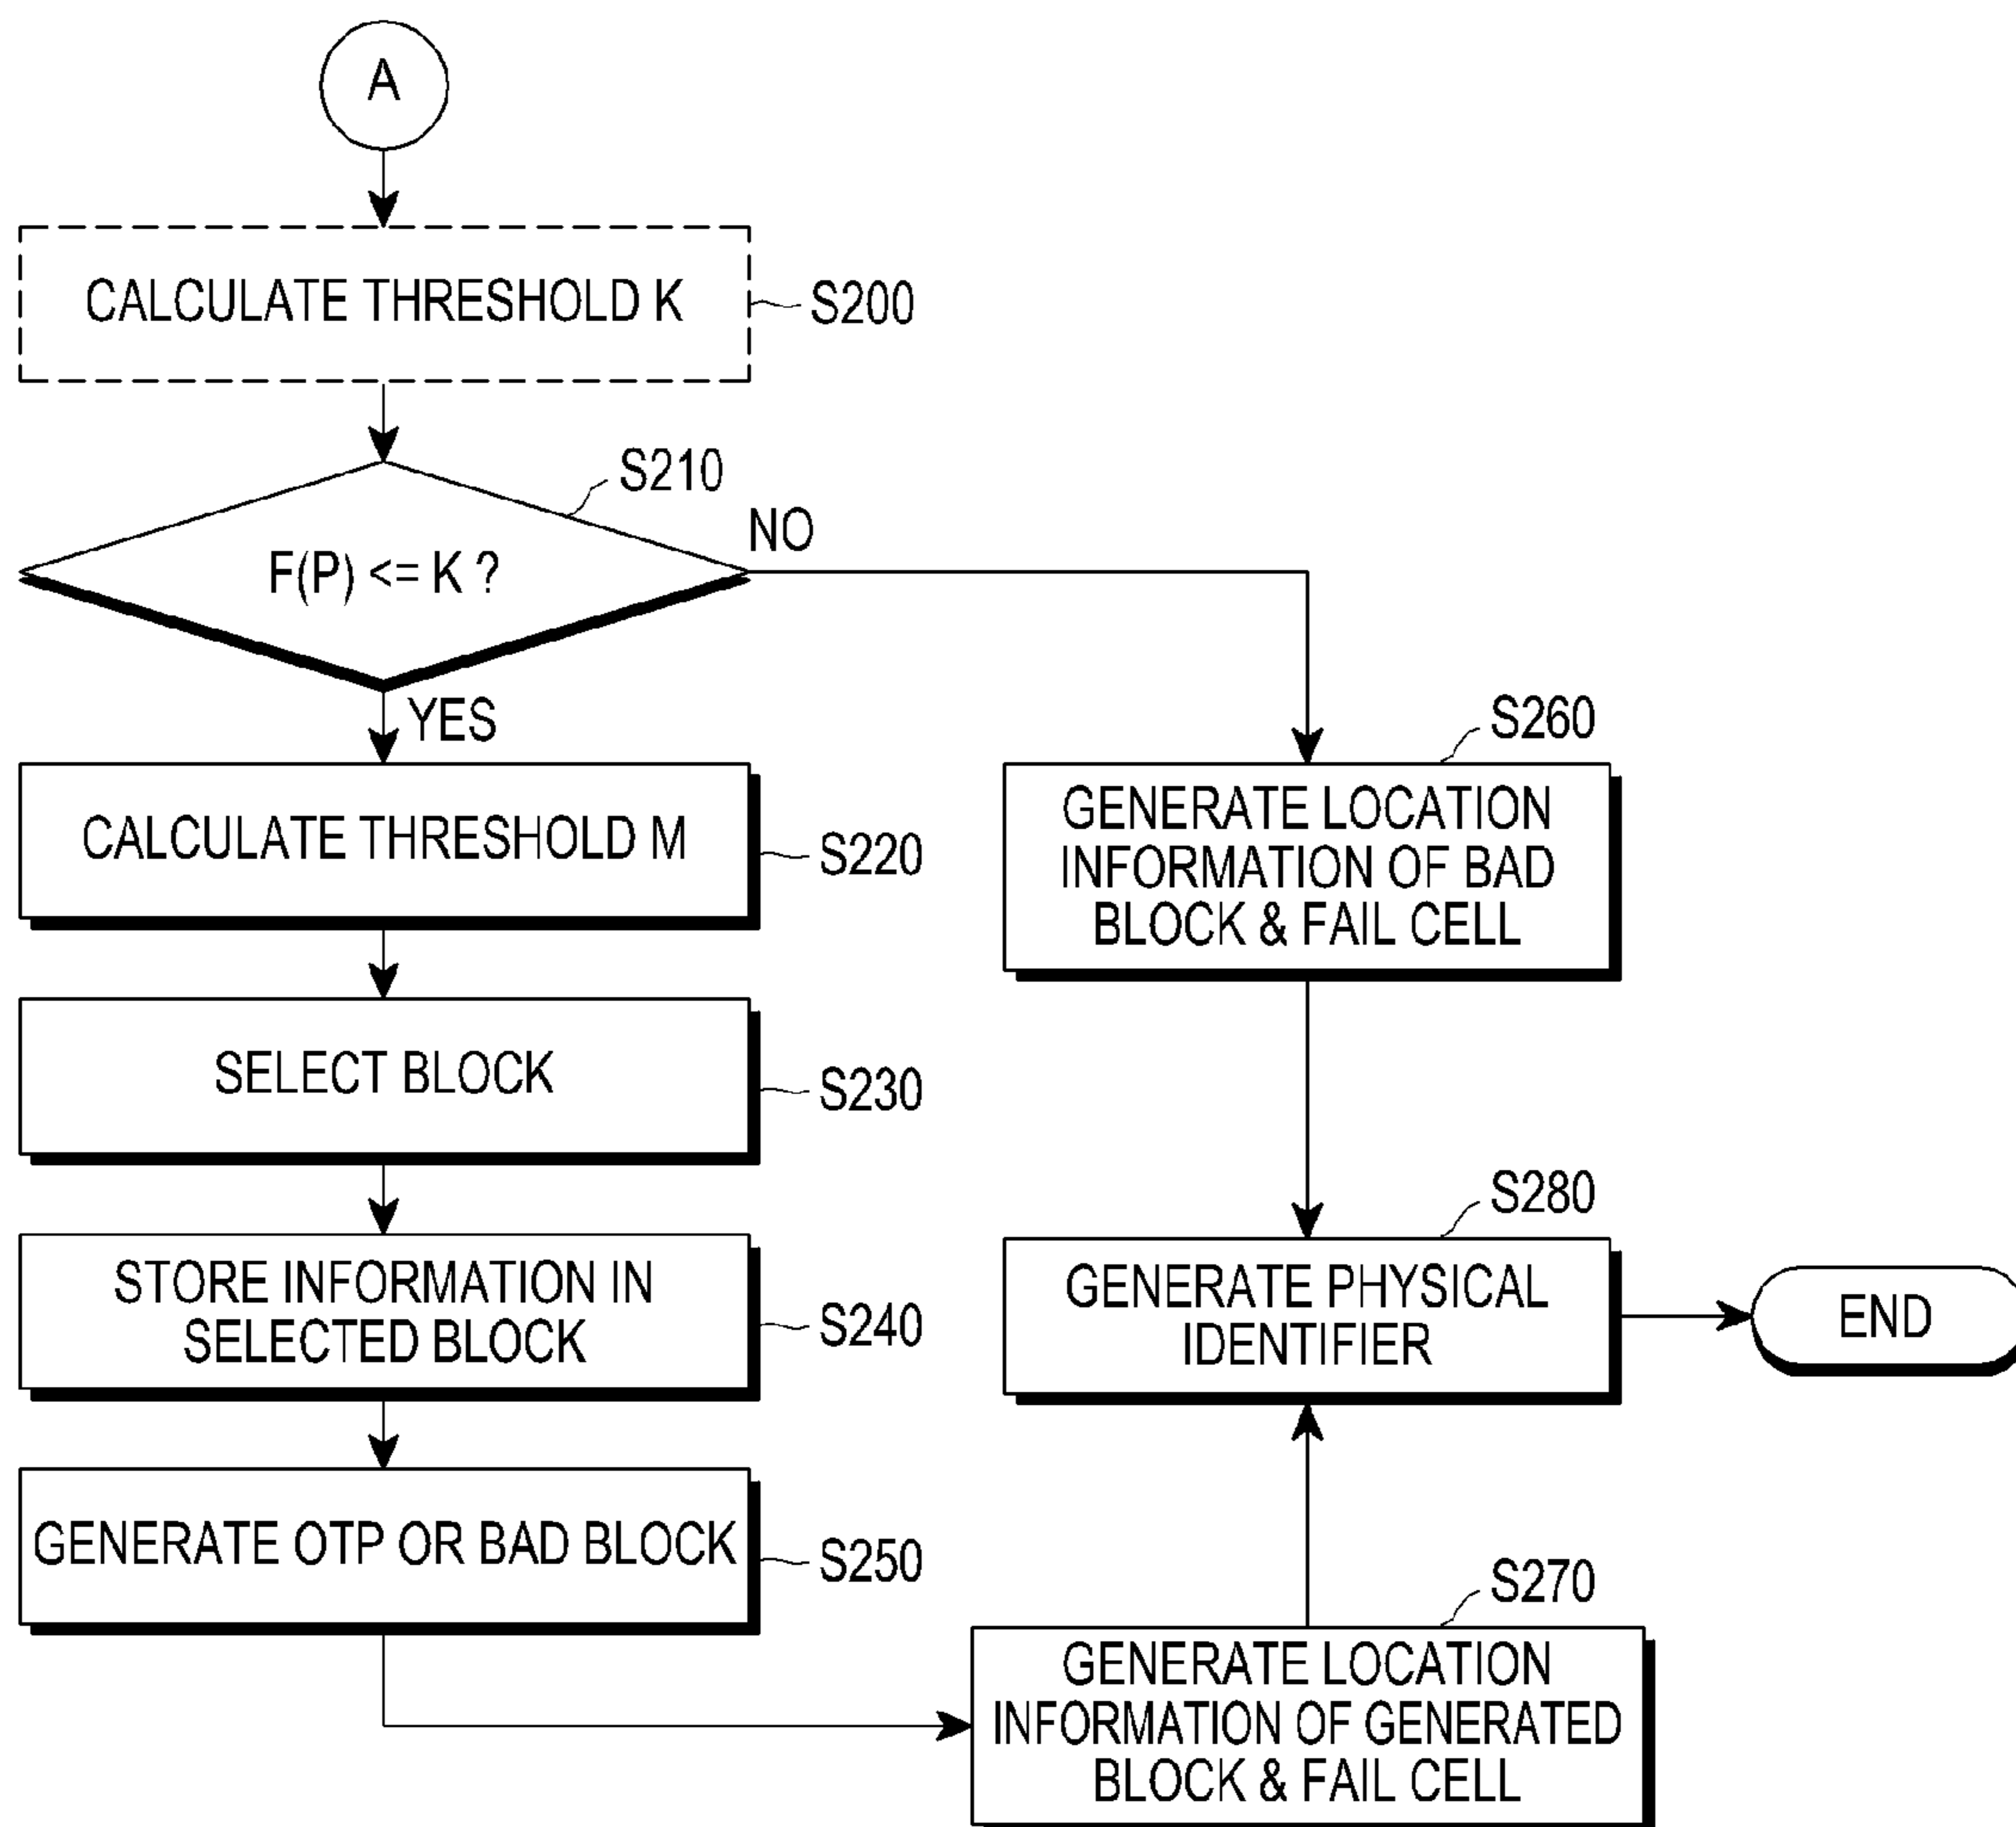 A
CALCULATE THRESHOLD K
S200
S210
F(P) <= K ?
NO
YES
CALCULATE THRESHOLD M
S220
SELECT BLOCK
S230
STORE INFORMATION IN
SELECTED BLOCK
S240
GENERATE OTP OR BAD BLOCK
S250
S260
GENERATE LOCATION
INFORMATION OF BAD
BLOCK & FAIL CELL
S270
GENERATE LOCATION
INFORMATION OF GENERATED
BLOCK & FAIL CELL
S280
GENERATE PHYSICAL
IDENTIFIER
END